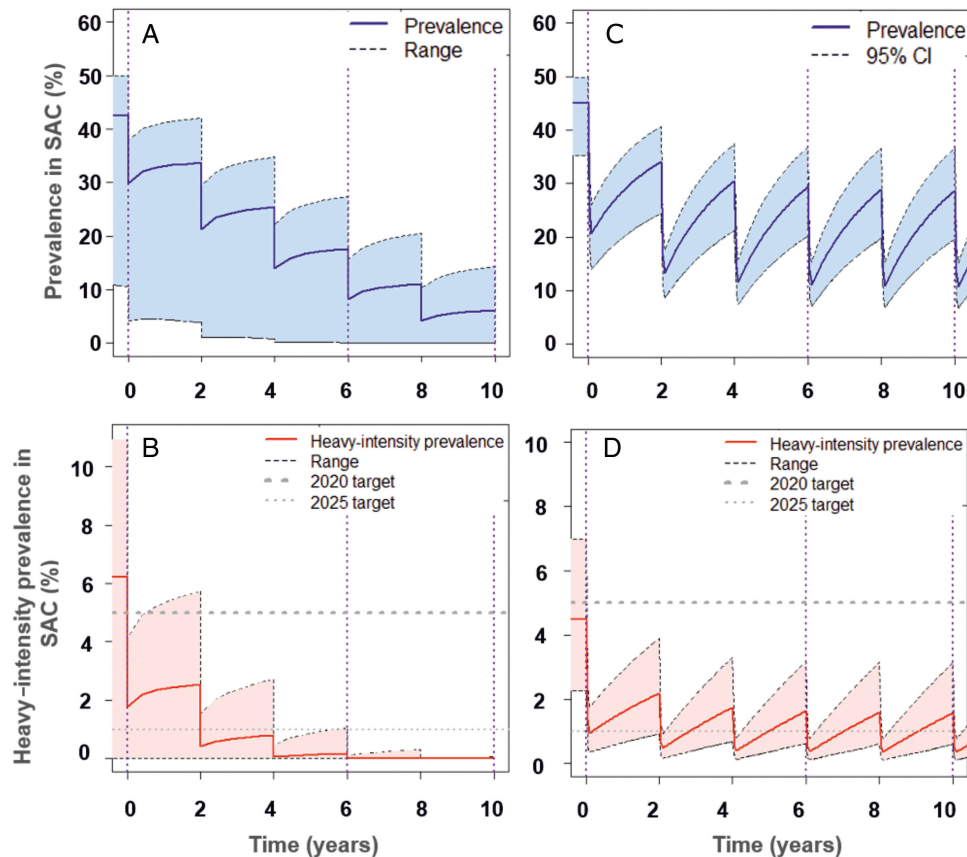 A
Prevalence
Range
60
50
40
30
20
10
0
0 2 4 6 8 10
Prevalence in SAC (%)
C
Prevalence
95% CI
60
50
40
30
20
10
0
0 2 4 6 8 10
B
Heavy-intensity prevalence
Range
2020 target
2025 target
10
8
6
4
2
0
0 2 4 6 8 10
Heavy–intensity prevalence in
SAC (%)
Time (years)
D
Heavy-intensity prevalence
Range
2020 target
2025 target
10
8
6
4
2
0
0 2 4 6 8 10
Time (years)